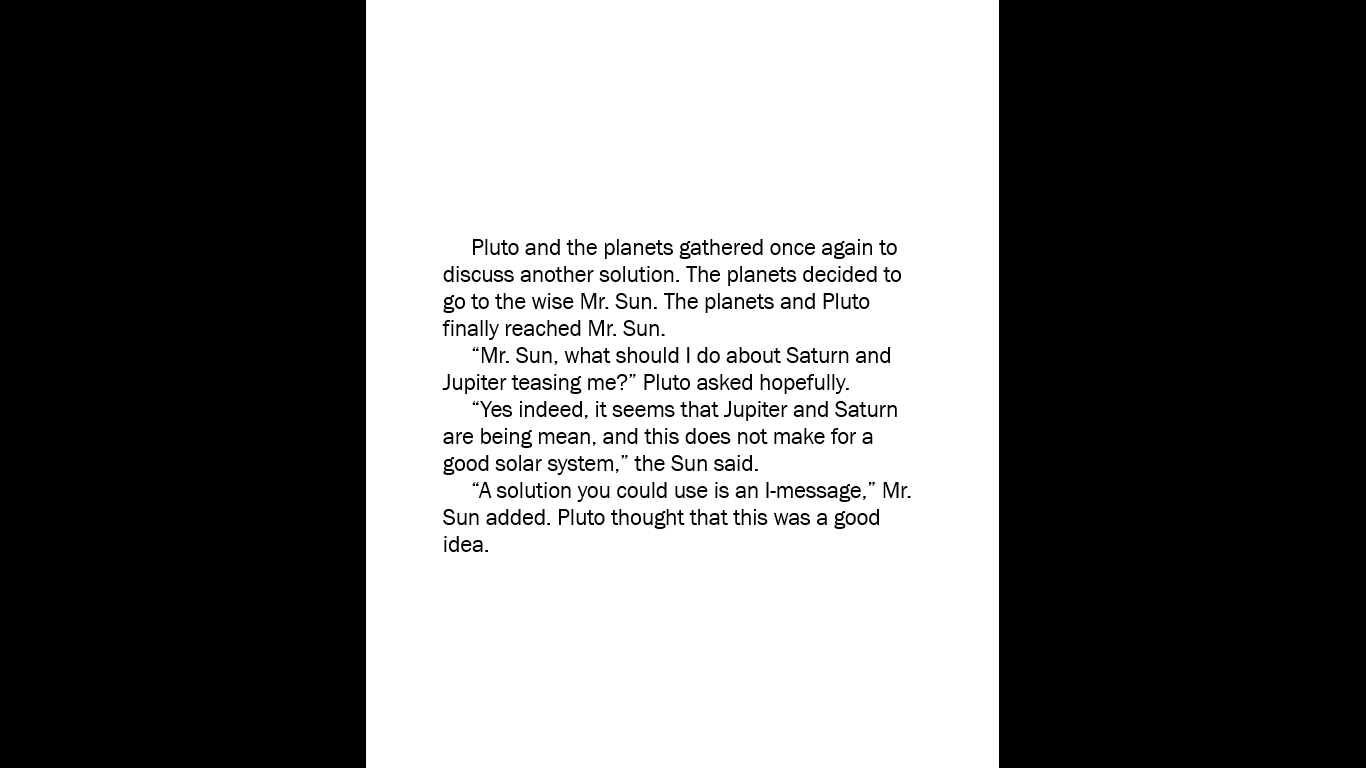 Pluto and the planets gathered once again to
discuss another solution. The planets decided to
go to the wise Mr. Sun. The planets and Pluto
finally reached Mr. Sun.
“Mr. Sun, what should I do about Saturn and
Jupiter teasing me?” Pluto asked hopefully.
“Yes indeed, it seems that Jupiter and Saturn
are being mean, and this does not make for a
good solar system,” the Sun said.
“A solution you could use is an I-message,” Mr.
Sun added. Pluto thought that this was a good
idea.